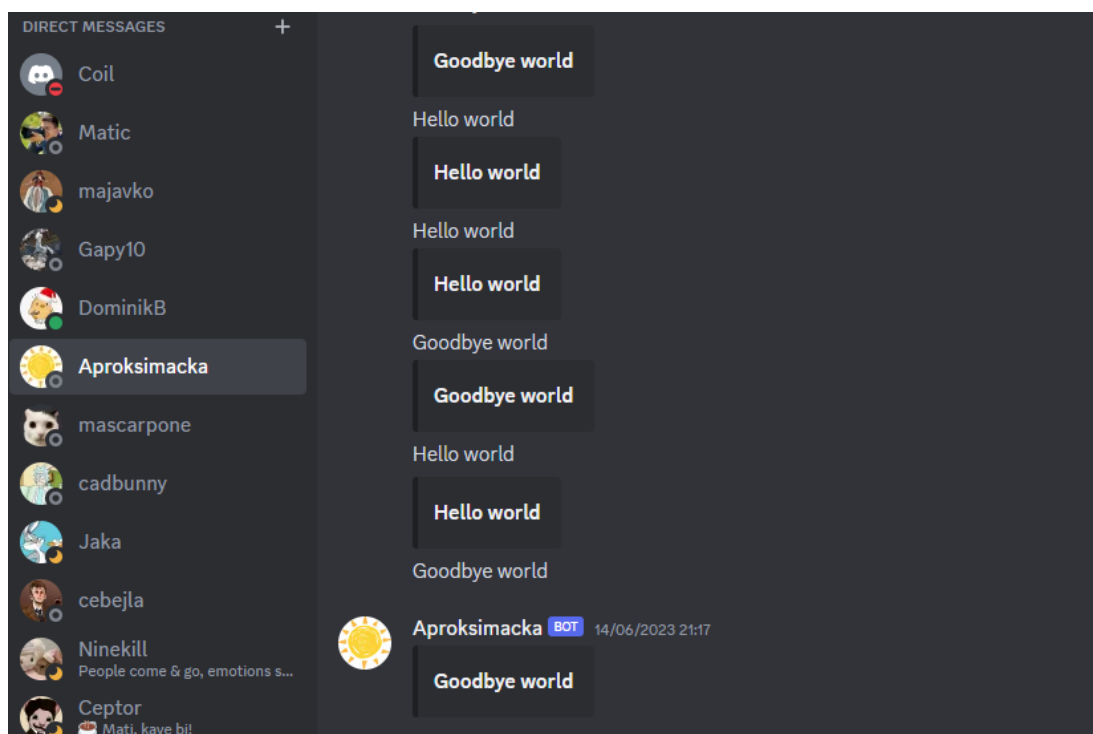 DIRECT MESSAGES +
Coil
Matic
majavko
Gapy10
DominikB
Aproksimacka
mascarpone
cadbunny
Jaka
cebejla
Ninekill
People come & go, emotions s...
Ceptor
Mati, kave bi!
Goodbye world
Hello world
Hello world
Hello world
Hello world
Goodbye world
Goodbye world
Hello world
Hello world
Goodbye world
Aproksimacka BOT 14/06/2023 21:17
Goodbye world